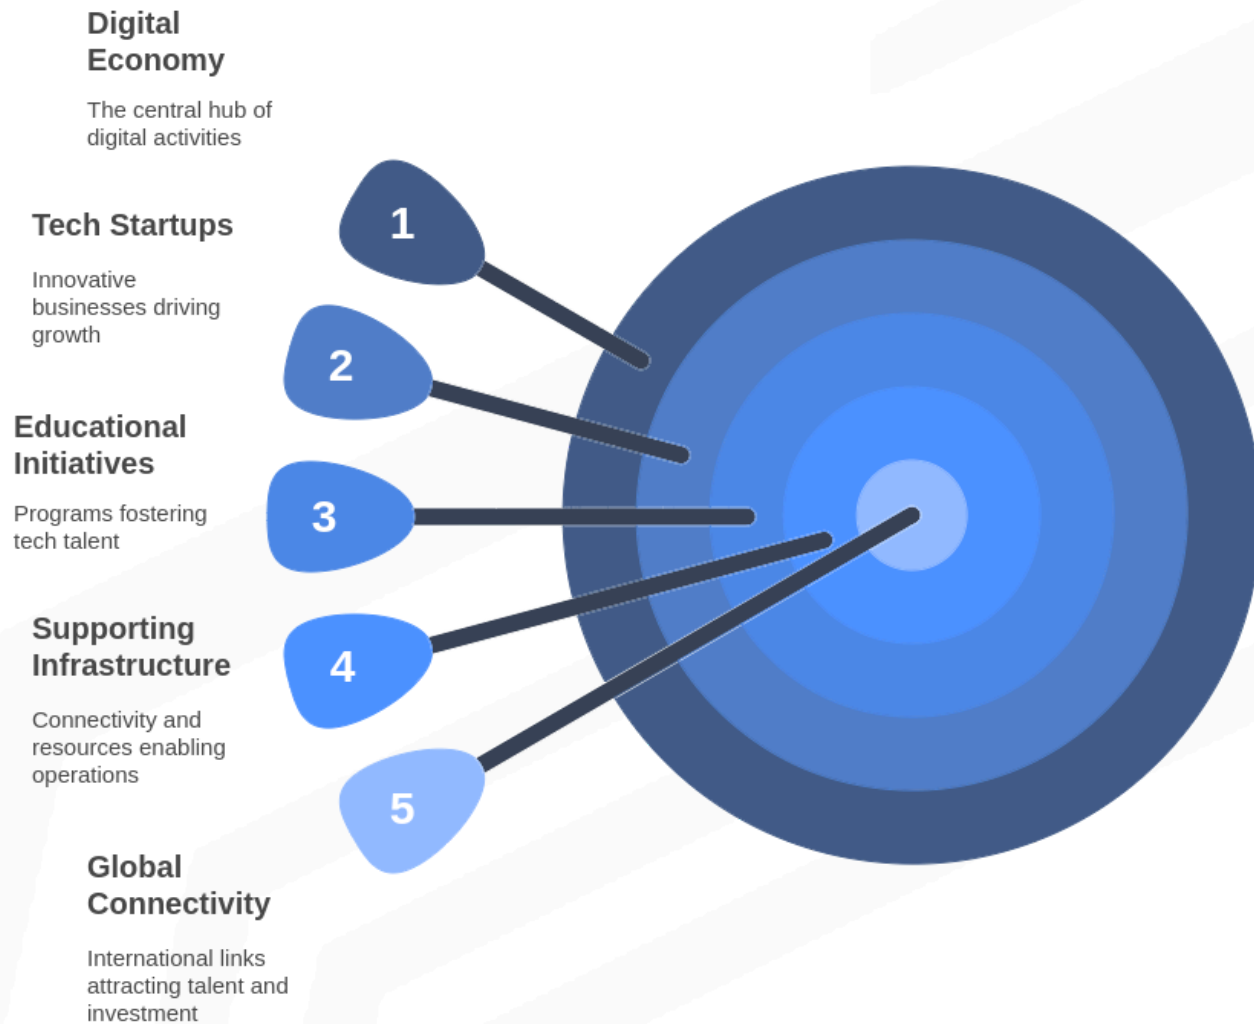 Digital
Economy
The central hub of
digital activities
1
Tech Startups
Innovative
businesses driving
growth
2
Educational
Initiatives
Programs fostering
tech talent
3
Supporting
Infrastructure
Connectivity and
resources enabling
operations
4
5
Global
Connectivity
International links
attracting talent and
investment